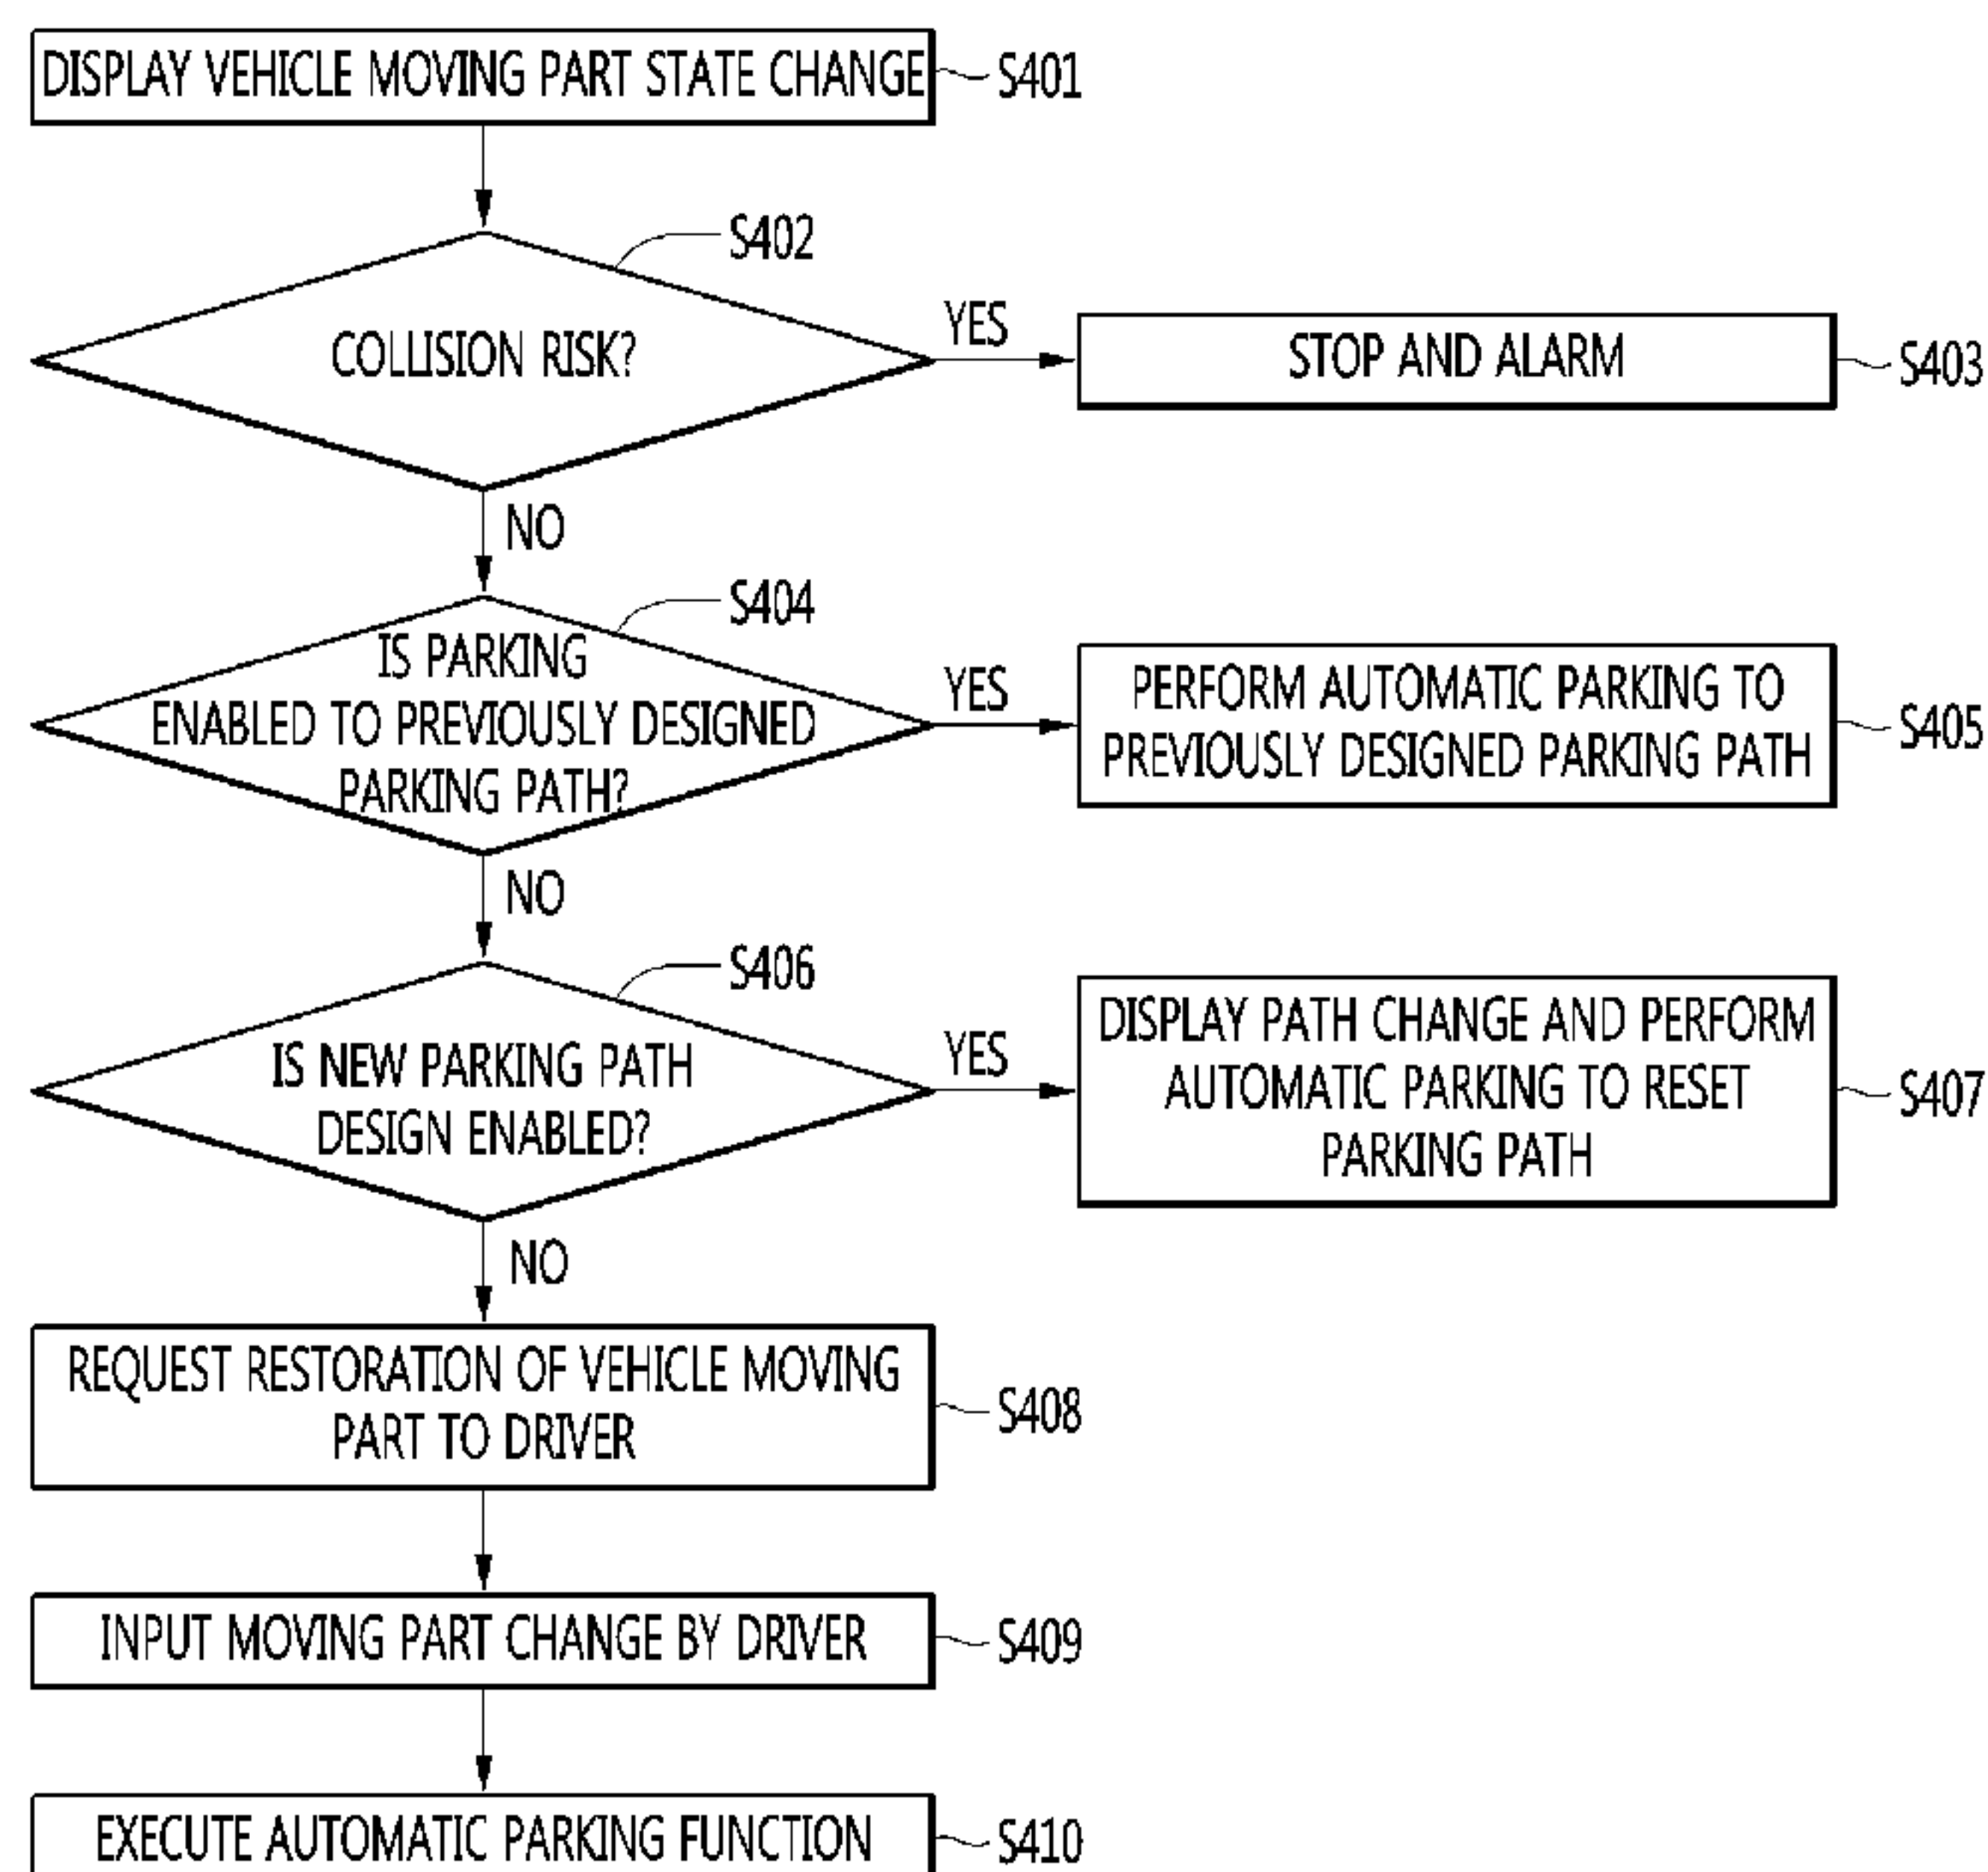 DISPLAY VEHICLE MOVING PART STATE CHANGE
S401
S402
COLLISION RISK?
YES
STOP AND ALARM
S403
NO
S404
IS PARKING
ENABLED TO PREVIOUSLY DESIGNED
PARKING PATH?
YES
PERFORM AUTOMATIC PARKING TO
PREVIOUSLY DESIGNED PARKING PATH
S405
NO
S406
IS NEW PARKING PATH
DESIGN ENABLED?
YES
DISPLAY PATH CHANGE AND PERFORM
AUTOMATIC PARKING TO RESET
PARKING PATH
S407
NO
REQUEST RESTORATION OF VEHICLE MOVING
PART TO DRIVER
S408
INPUT MOVING PART CHANGE BY DRIVER
S409
EXECUTE AUTOMATIC PARKING FUNCTION
S410